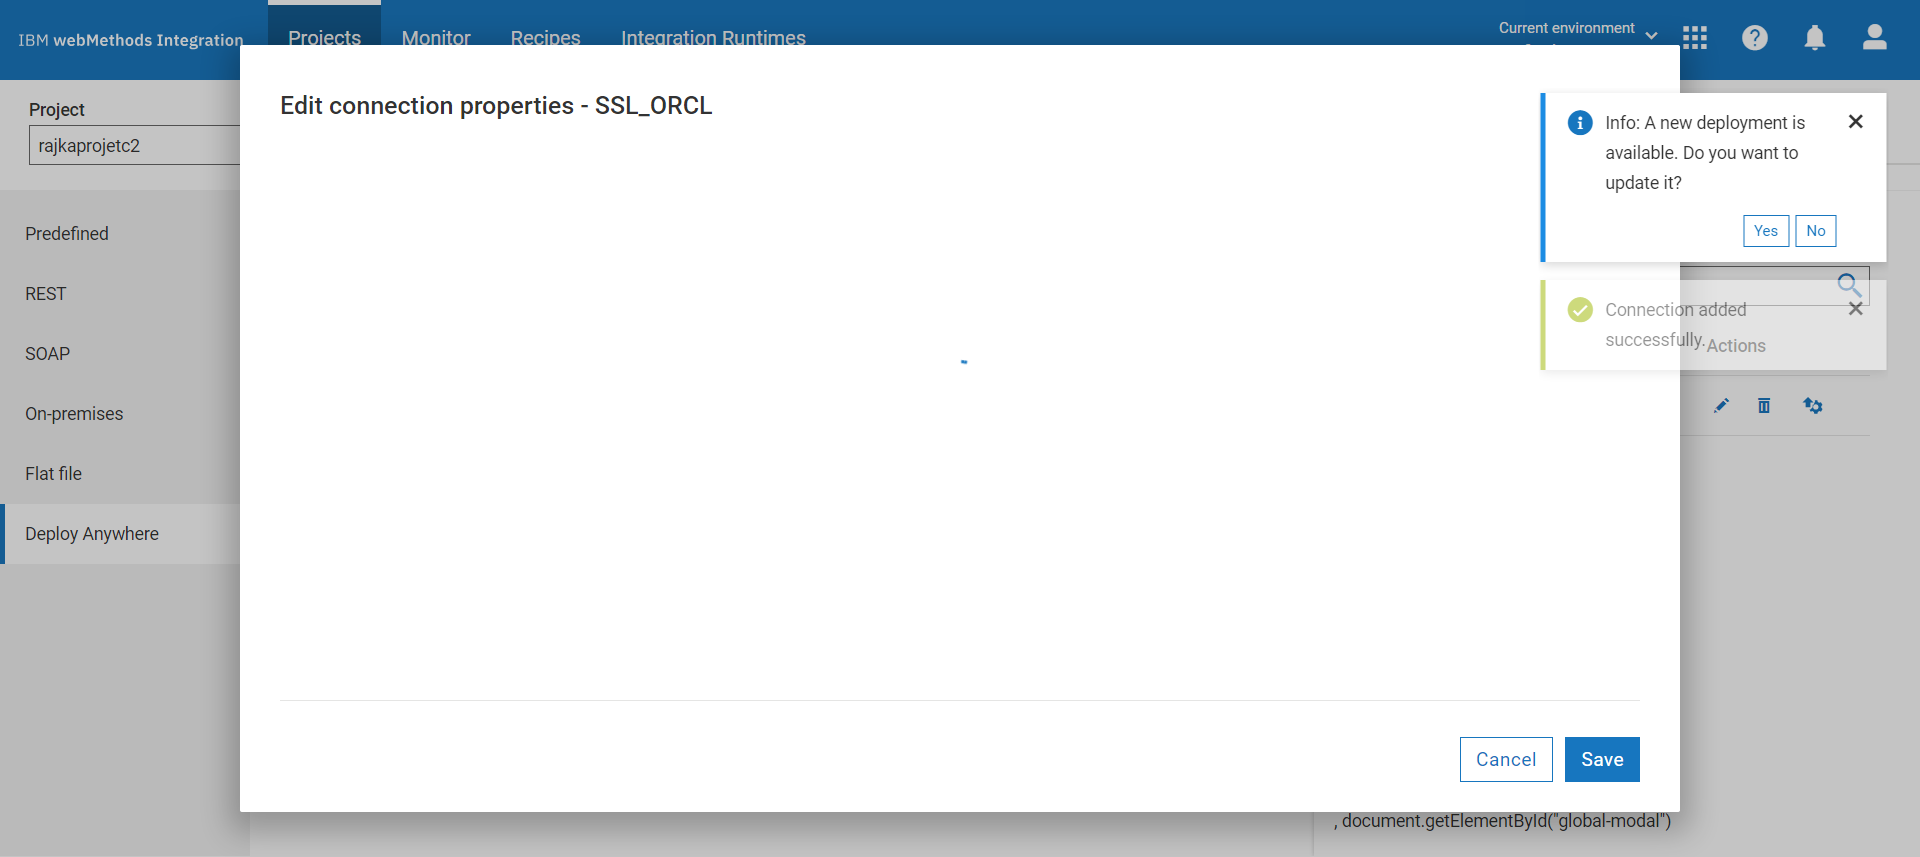 IBM webMethods Integration
Projects
Monitor
Recipes
Integration Runtimes
Current environment
Project
rajkaprojetc2
Edit connection properties - SSL_ORCL
Info: A new deployment is
available. Do you want to
update it?
Yes
No
Connection added
successfully.
Actions
Predefined
REST
SOAP
On-premises
Flat file
Deploy Anywhere
Cancel
Save
, document.getElementById("global-modal")